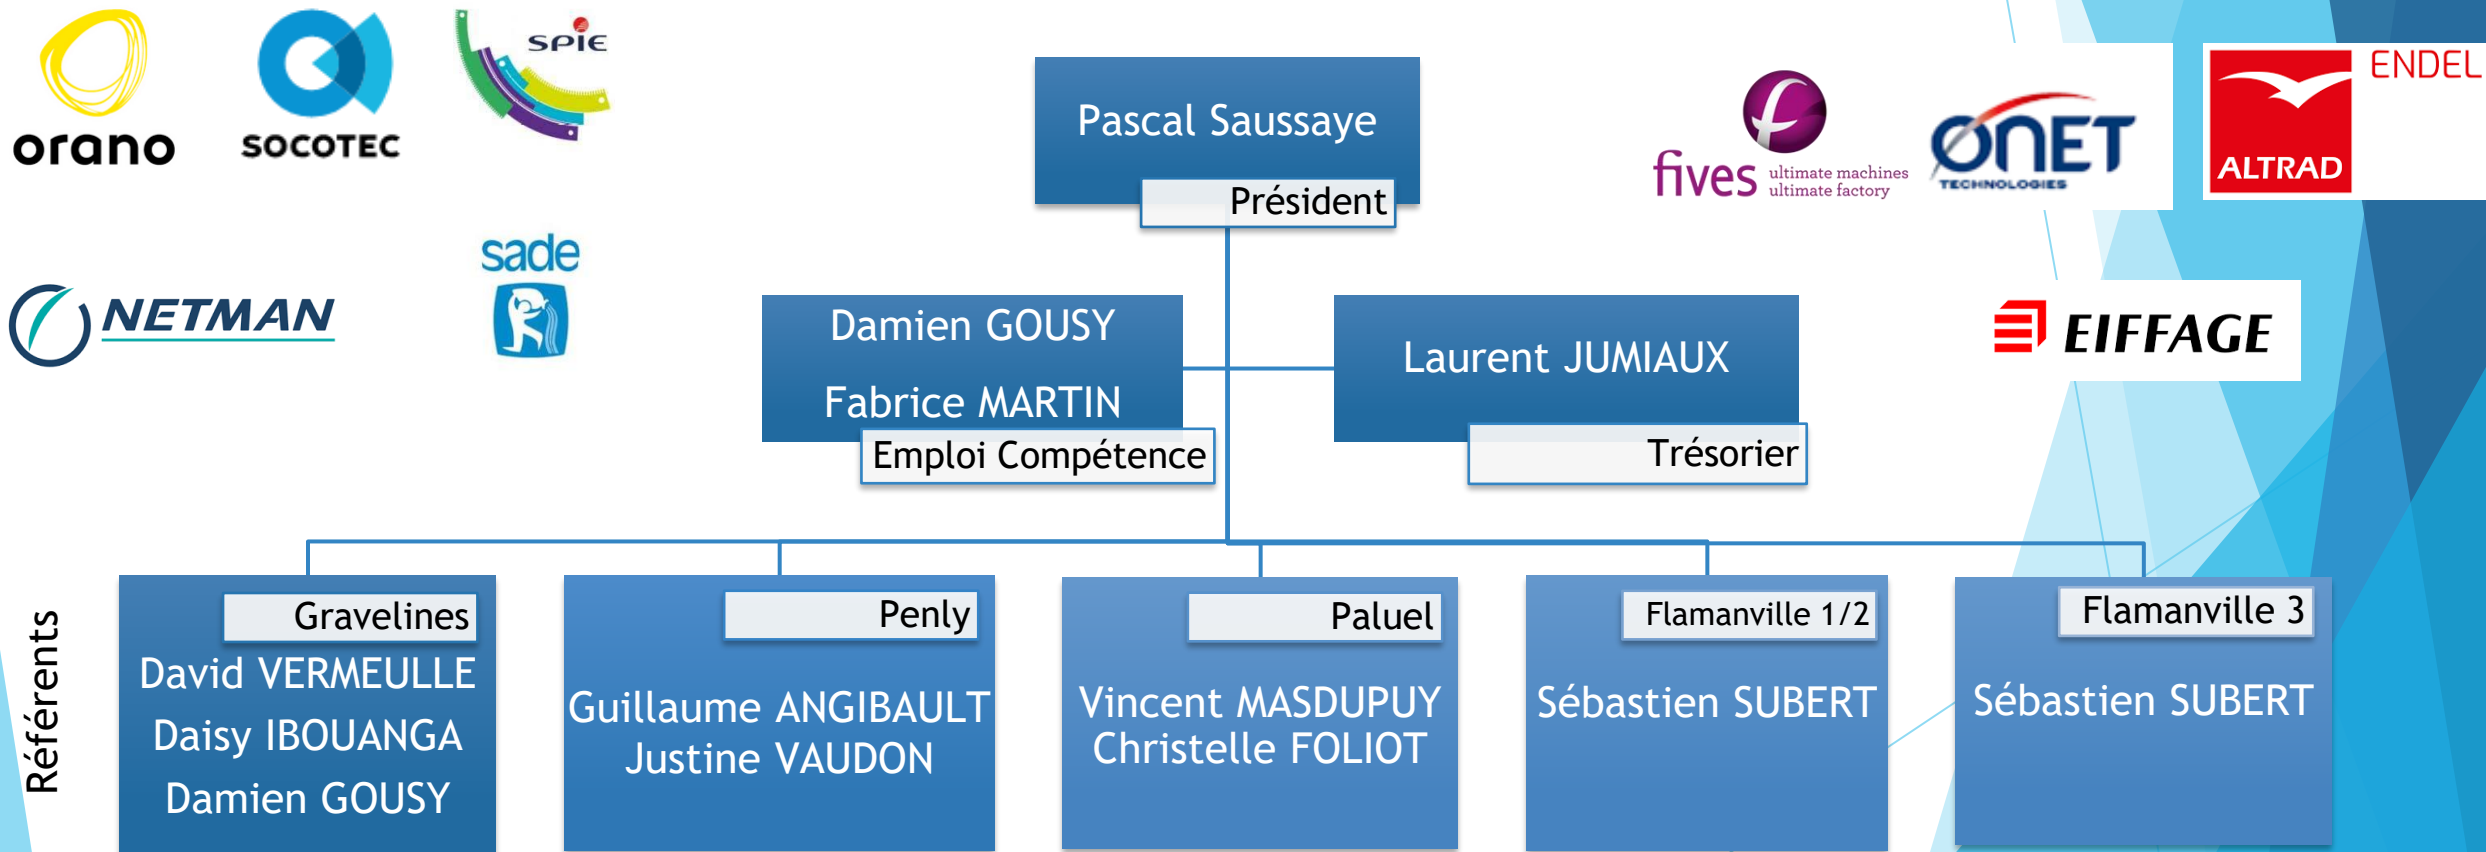 orano
SOCOTEC
SPIE
fives
ultimate machines
ultimate factory
ONET
TECHNOLOGIES
ENDEL
ALTRAD
NETMAN
sade
EIFFAGE
Pascal Saussaye
Président
Damien GOUSY
Fabrice MARTIN
Emploi Compétence
Laurent JUMIAUX
Trésorier
Référents
Gravelines
David VERMEULLE
Daisy IBOUANGA
Damien GOUSY
Penly
Guillaume ANGIBAULT
Justine VAUDON
Paluel
Vincent MASDUPUY
Christelle FOLIOT
Flamanville 1/2
Sébastien SUBERT
Flamanville 3
Sébastien SUBERT